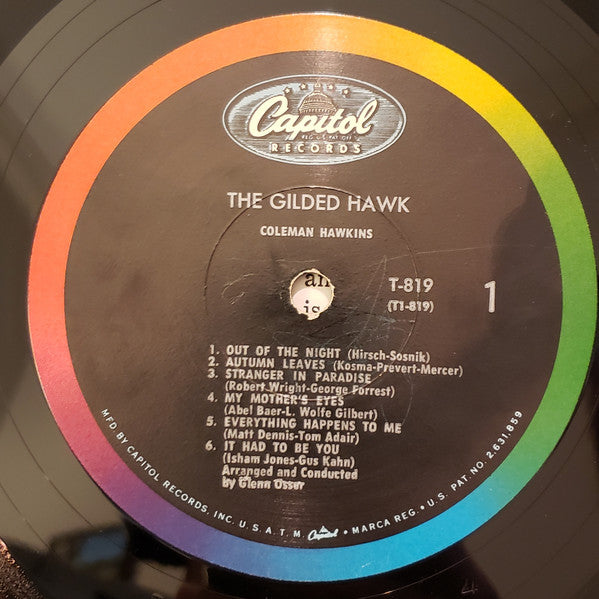 Capitol
REG. U.S. PAT. OFF.
RECORDS
THE GILDED HAWK
COLEMAN HAWKINS
an
is
T-819
(T1-819)
1
1. OUT OF THE NIGHT (Hirsch-Sosnik)
2. AUTUMN LEAVES (Kosma-Prevert-Mercer)
3. STRANGER IN PARADISE
(Robert Wright-George Forrest)
4. MY MOTHER'S EYES
(Abel Baer-L. Wolfe Gilbert)
5. EVERYTHING HAPPENS TO ME
(Matt Dennis-Tom Adair)
6. IT HAD TO BE YOU
(Isham Jones-Gus Kahn)
Arranged and Conducted
by Glenn Osser
MFD BY CAPITOL RECORDS, INC. U. S. A. T. M. Capitol • MARCA REG. • U. S. PAT. NO. 2,631,859